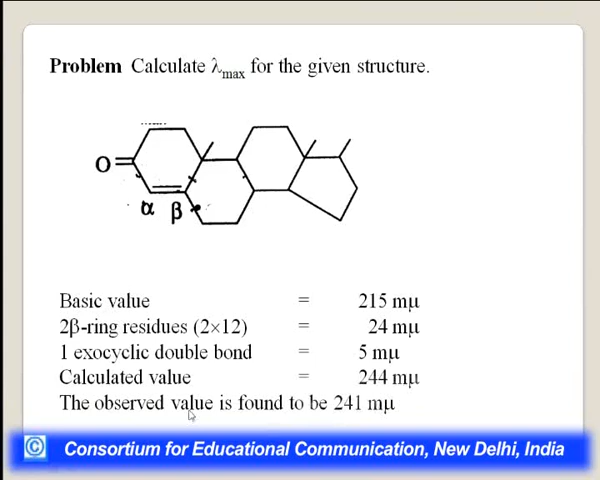 Problem Calculate λmax for the given structure.
O
α β
Basic value = 215 mμ
2β-ring residues (2×12) = 24 mμ
1 exocyclic double bond = 5 mμ
Calculated value = 244 mμ
The observed value is found to be 241 mμ
© Consortium for Educational Communication, New Delhi, India